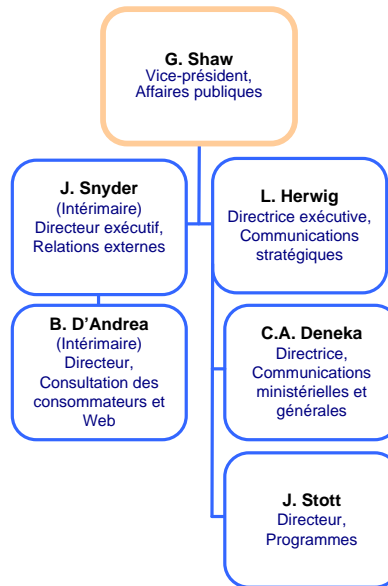 G. Shaw
Vice-président,
Affaires publiques
J. Snyder
(Intérimaire)
Directeur exécutif,
Relations externes
L. Herwig
Directrice exécutive,
Communications
stratégiques
B. D’Andrea
(Intérimaire)
Directeur,
Consultation des
consommateurs et
Web
C.A. Deneka
Directrice,
Communications
ministérielles et
générales
J. Stott
Directeur,
Programmes